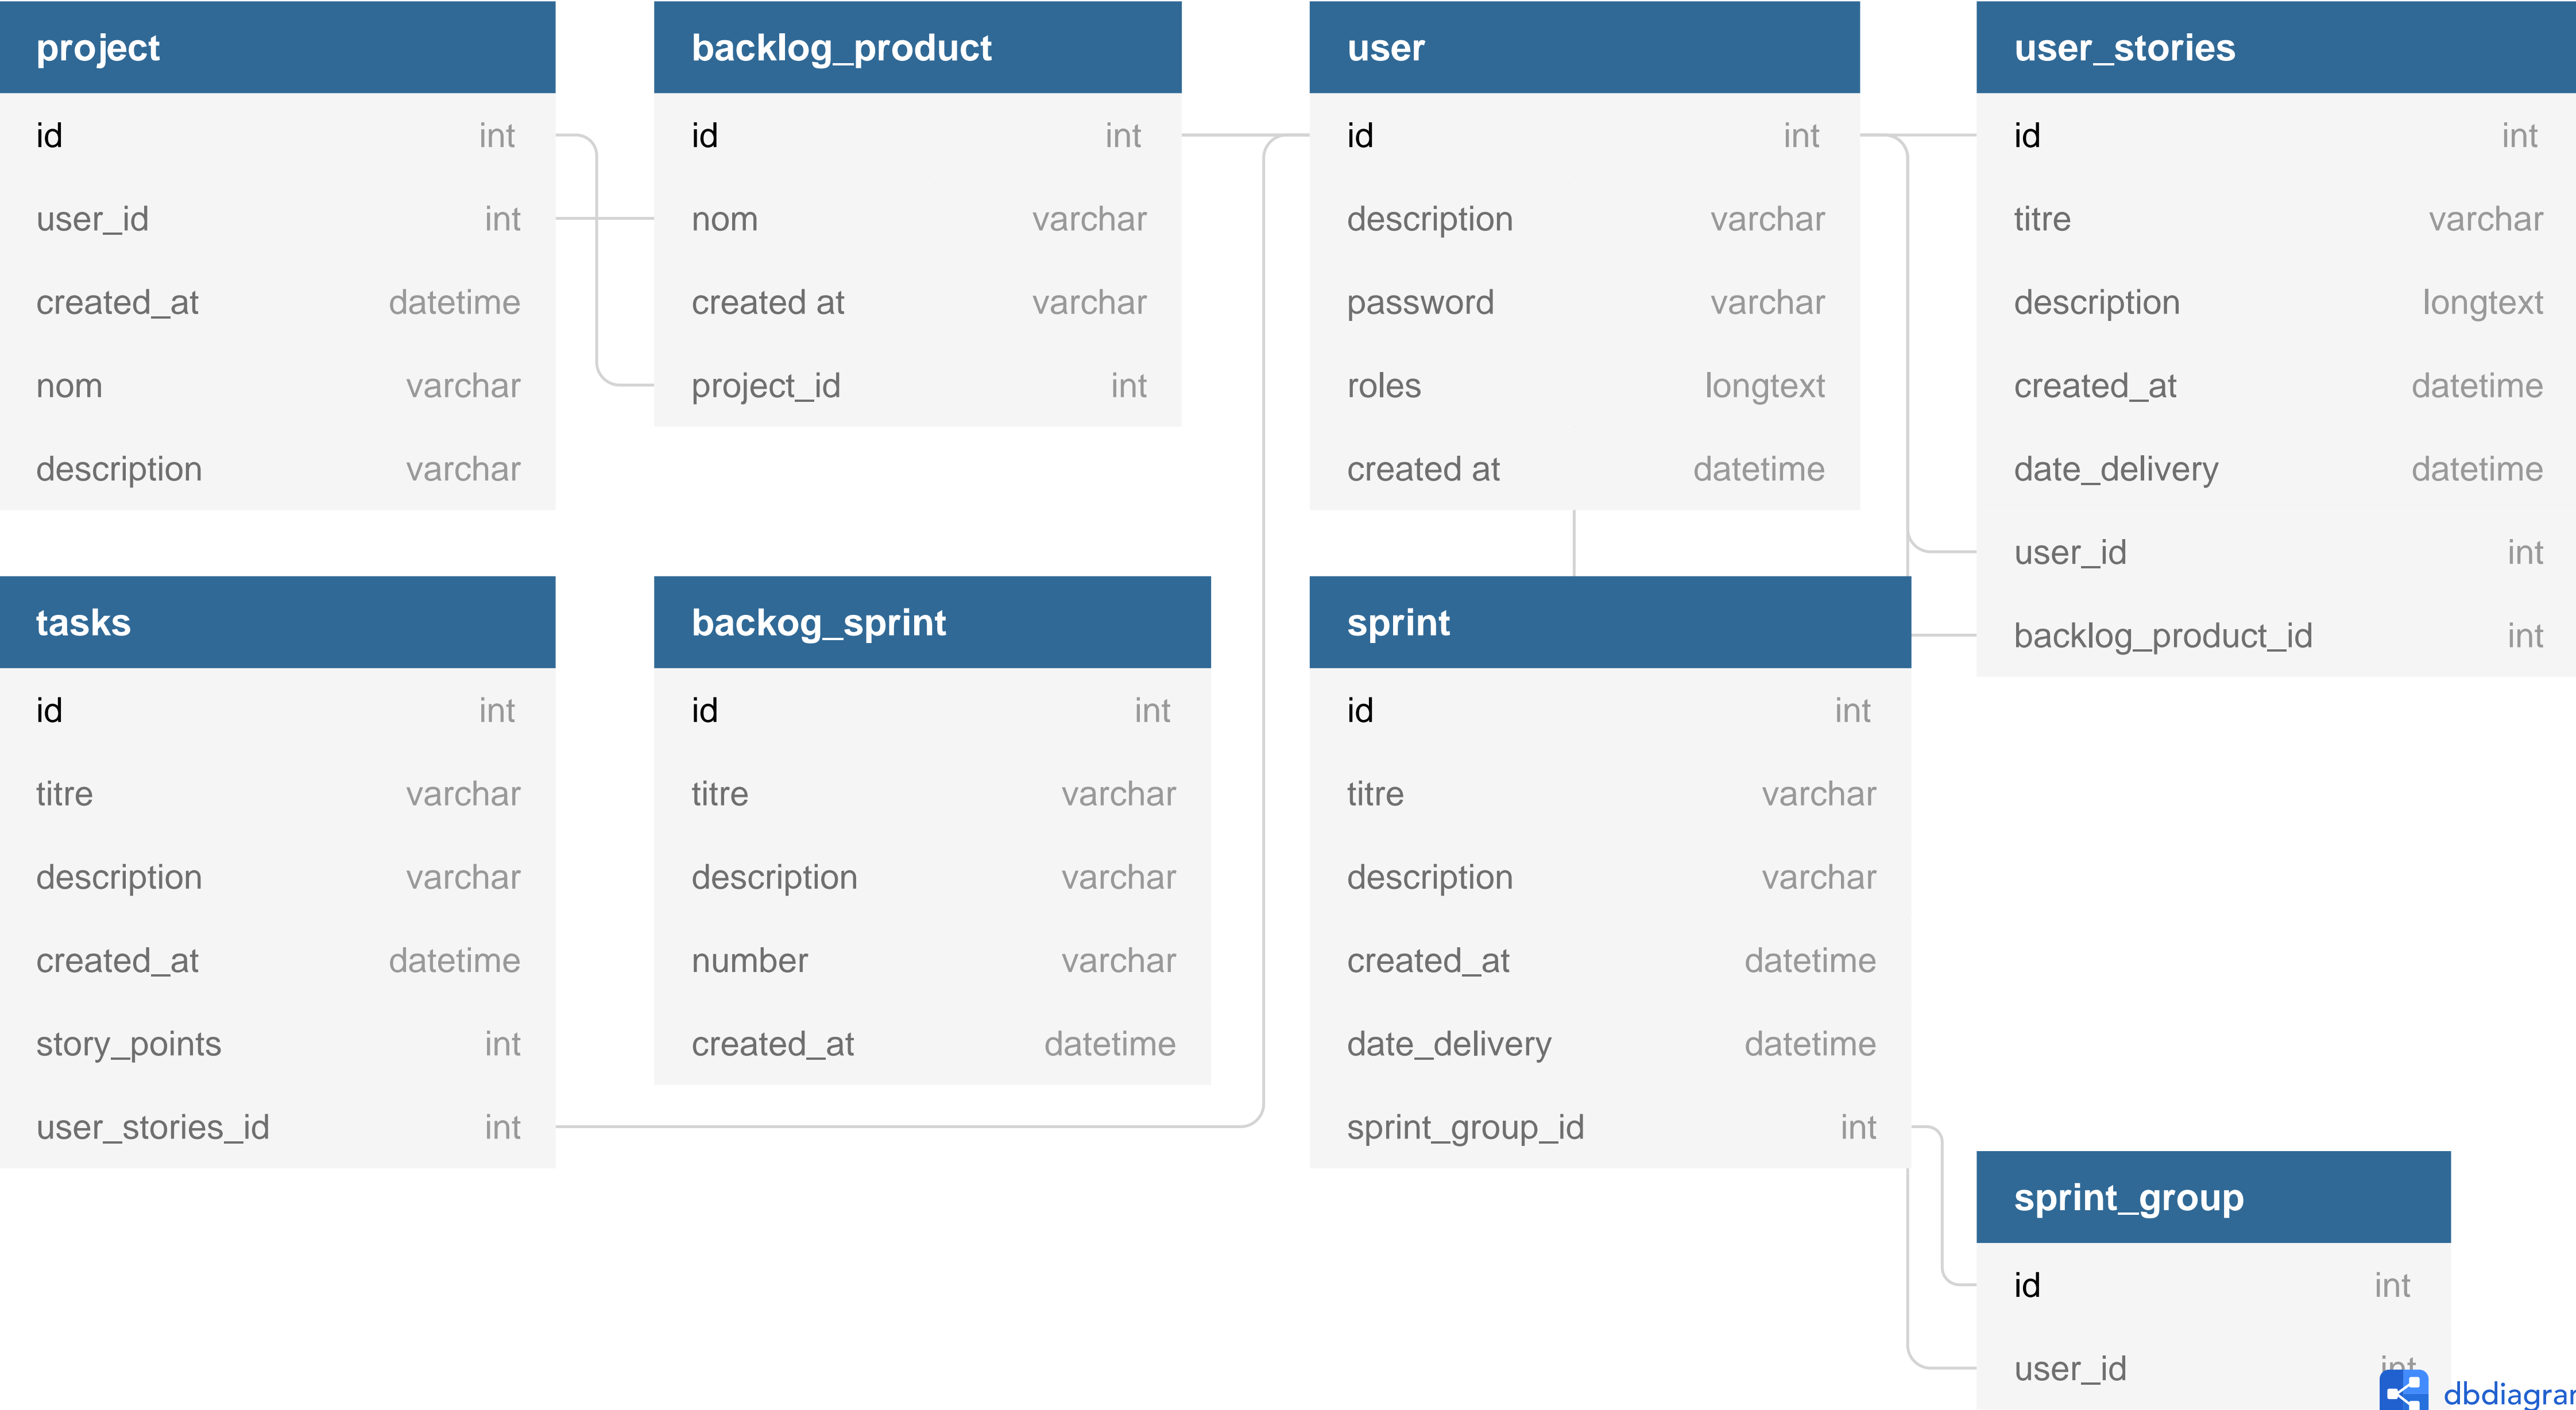 project
id int
user_id int
created_at datetime
nom varchar
description varchar
backlog_product
id int
nom varchar
created at varchar
project_id int
user
id int
description varchar
password varchar
roles longtext
created at datetime
user_stories
id int
titre varchar
description longtext
created_at datetime
date_delivery datetime
user_id int
backlog_product_id int
tasks
id int
titre varchar
description varchar
created_at datetime
story_points int
user_stories_id int
backog_sprint
id int
titre varchar
description varchar
number varchar
created_at datetime
sprint
id int
titre varchar
description varchar
created_at datetime
date_delivery datetime
sprint_group_id int
sprint_group
id int
user_id int
dbdiagran